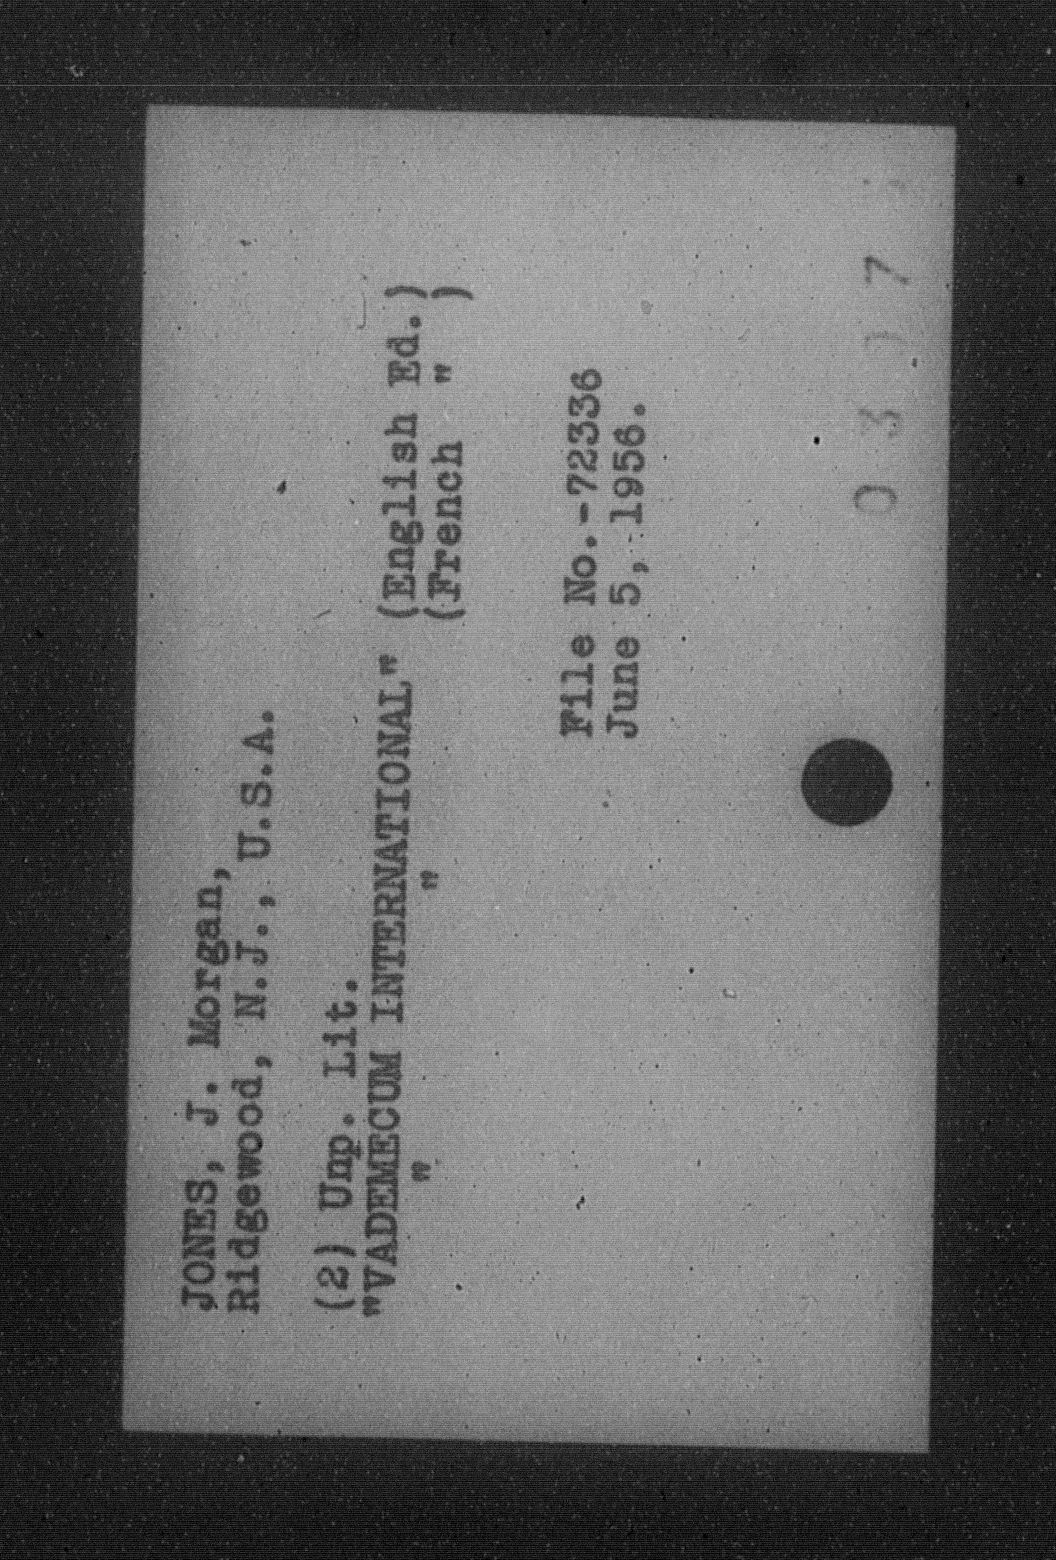 JONES, J. Morgan,
Ridgewood, N.J., U.S.A.
(2) Unp. Lit.
"VADEMECUM INTERNATIONAL" (English Ed.)
" " (French " )
File No.-72336
June 5, 1956.